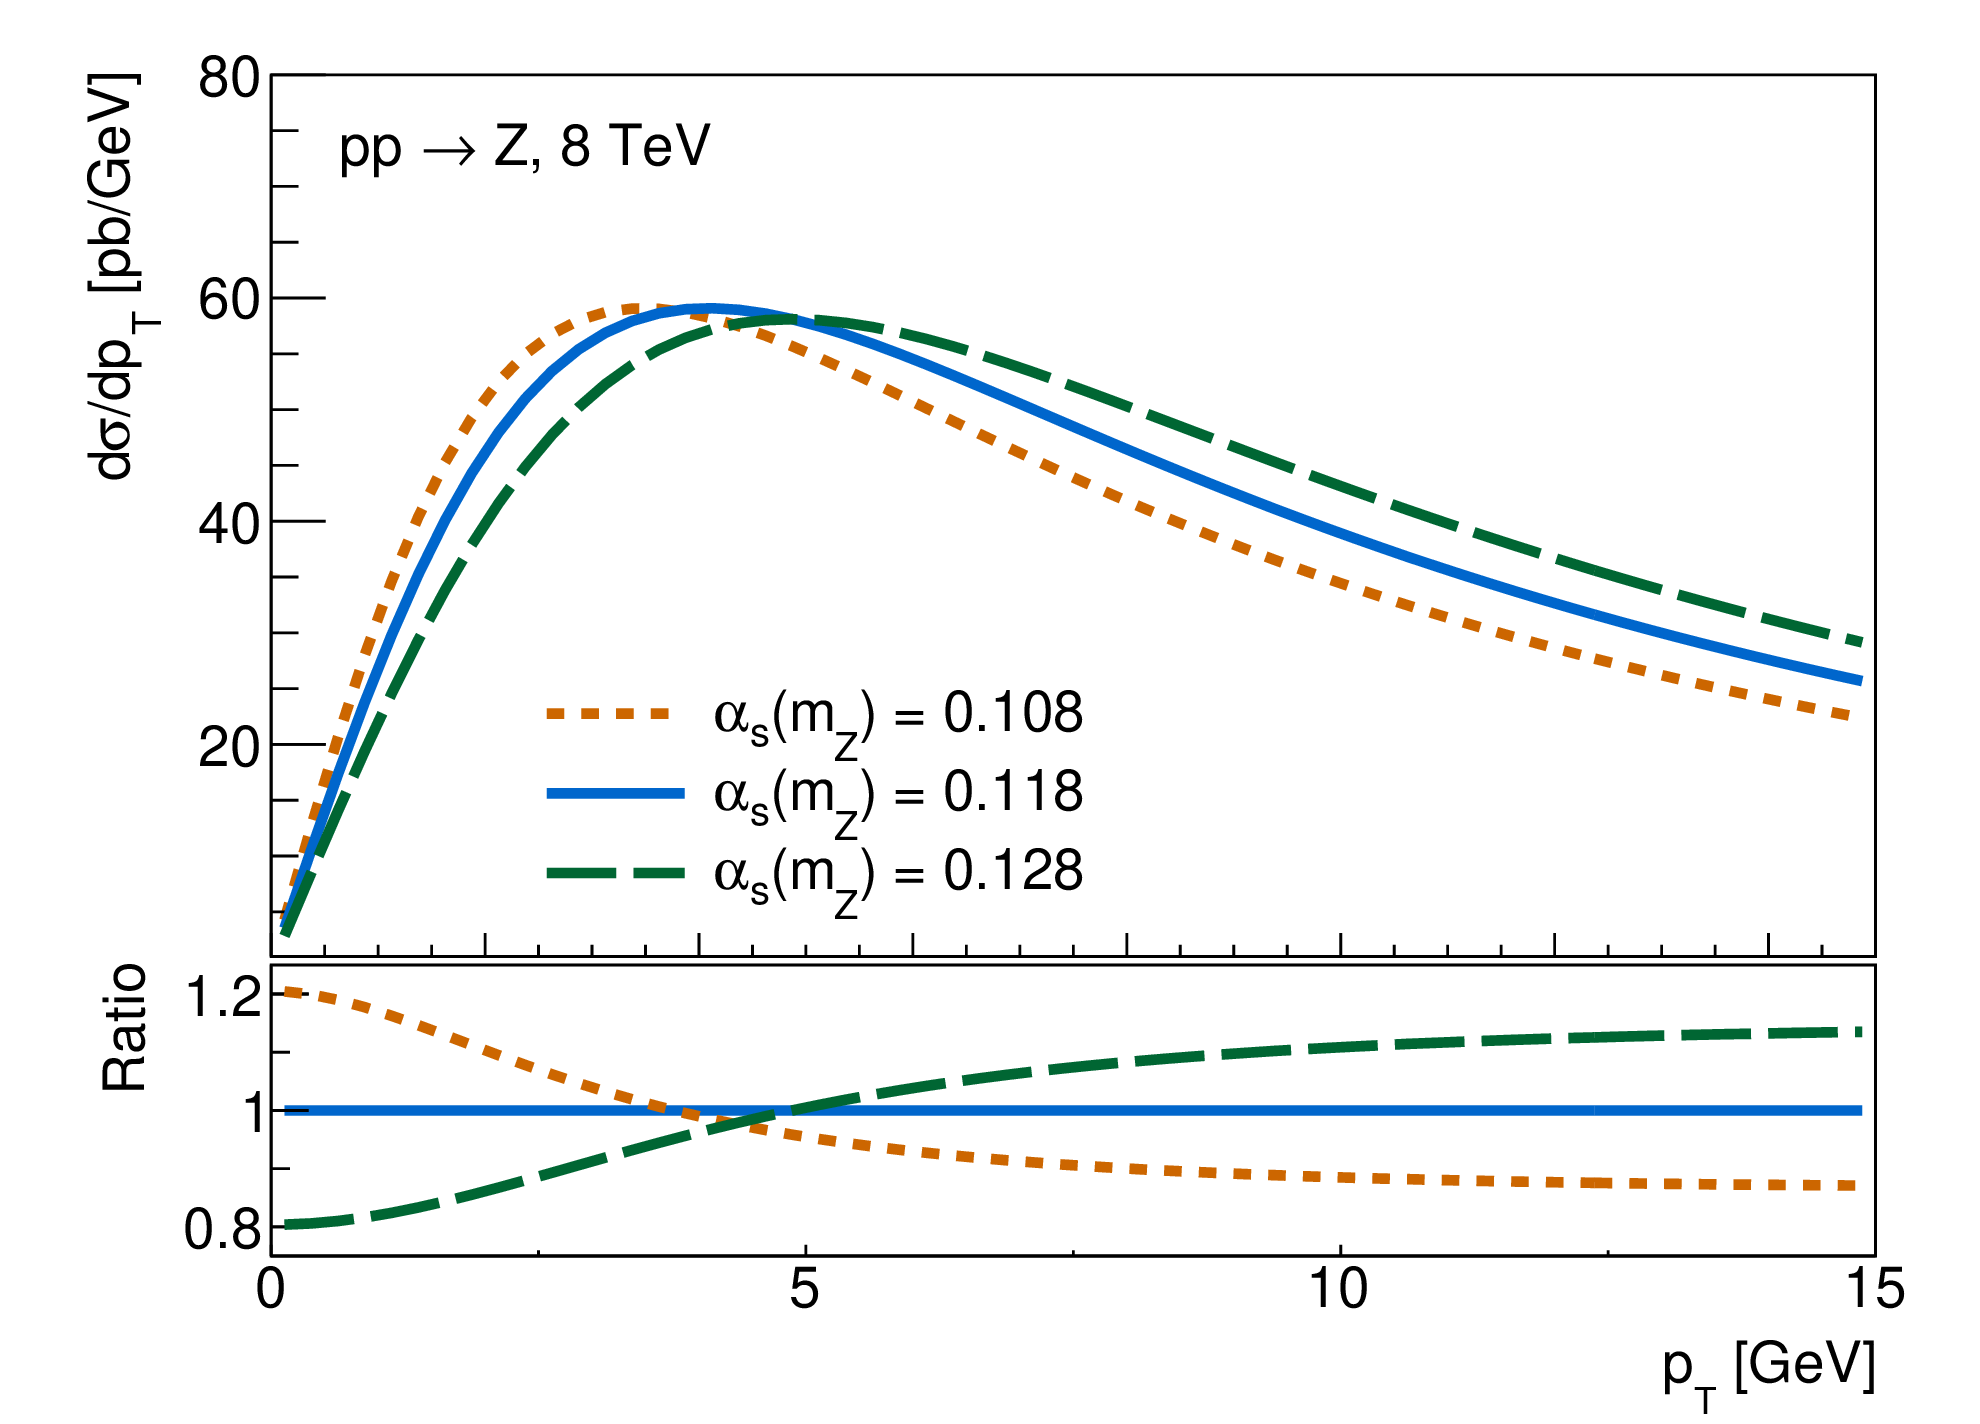 dσ/dp_T [pb/GeV]
80
60
40
20
pp → Z, 8 TeV
α_s(m_Z) = 0.108
α_s(m_Z) = 0.118
α_s(m_Z) = 0.128
Ratio
1.2
1
0.8
0 5 10 15
p_T [GeV]